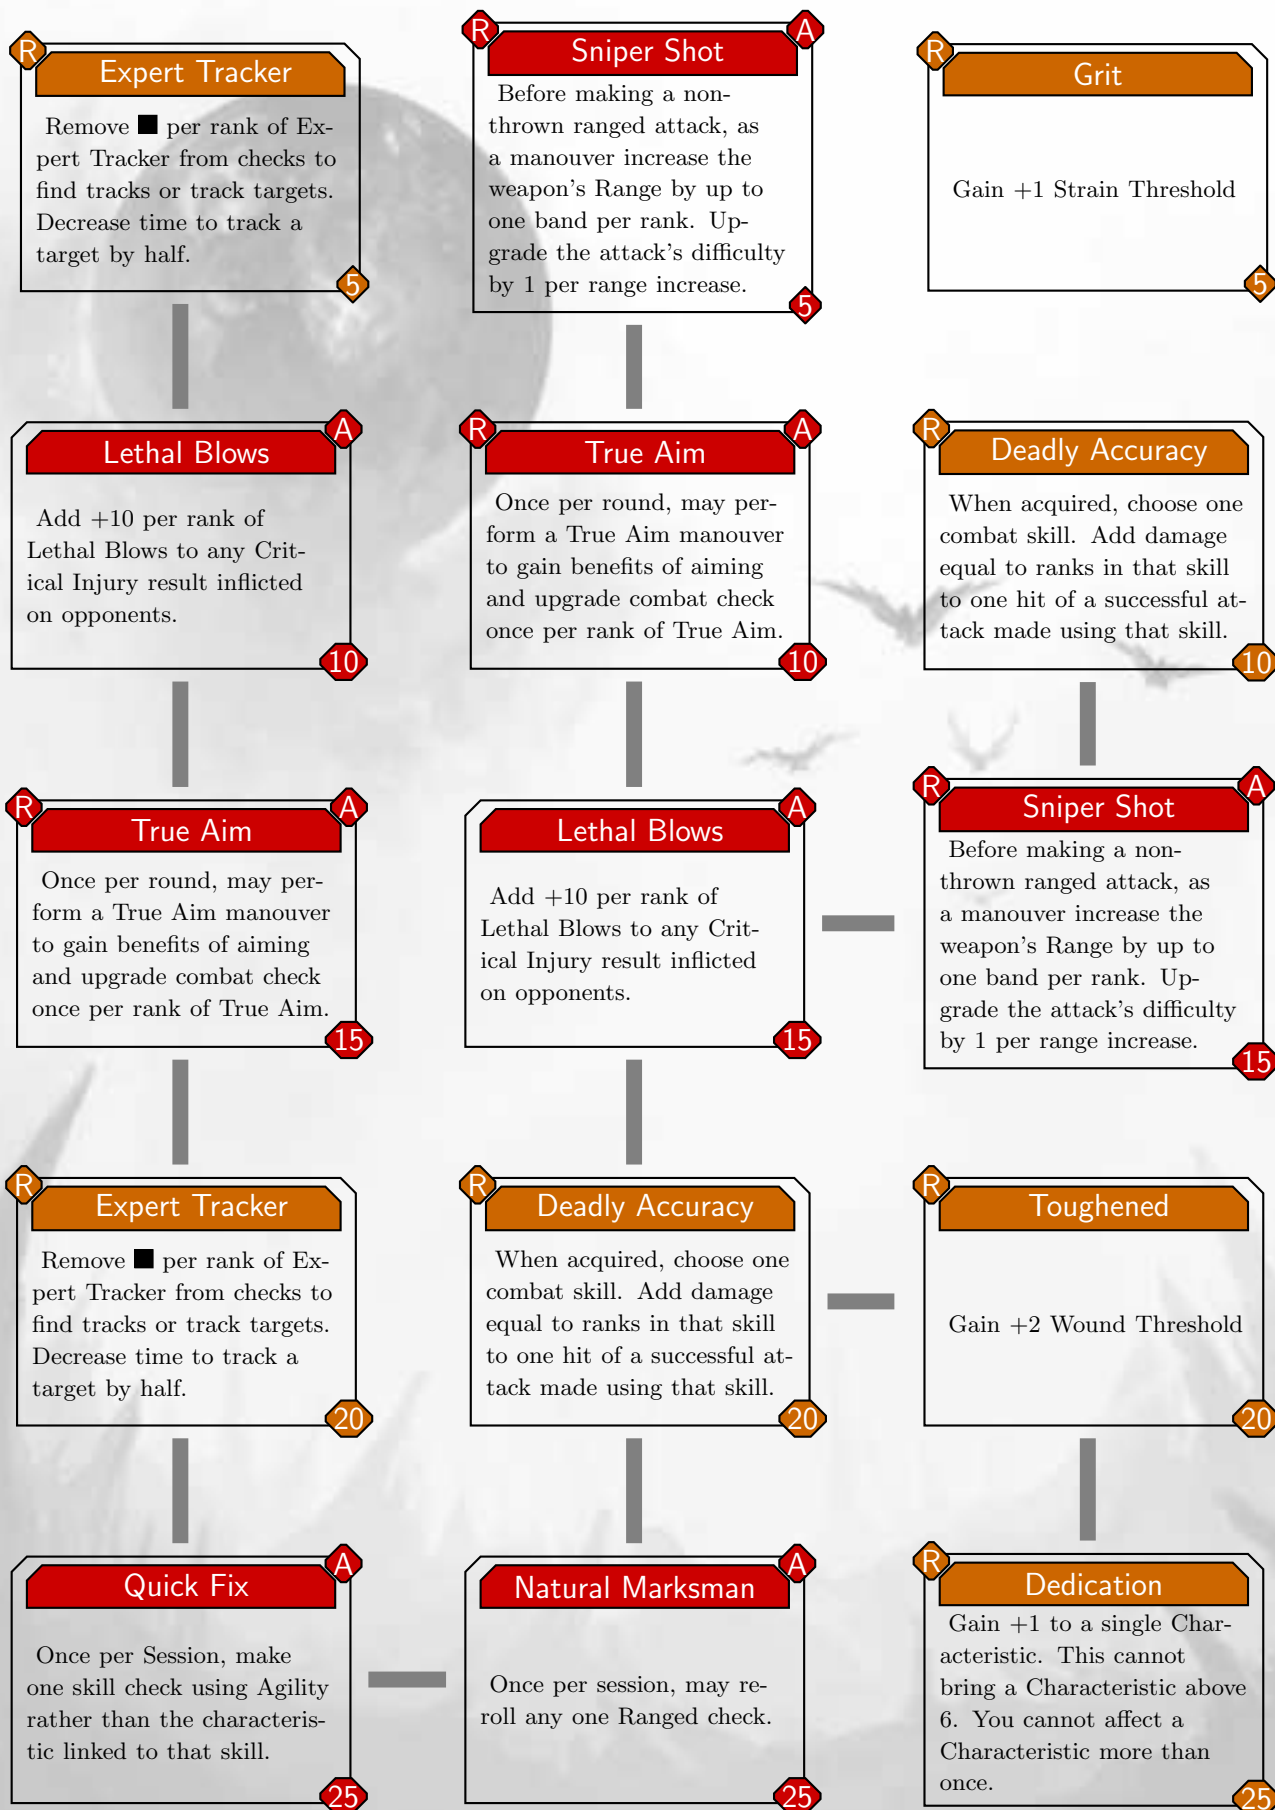 R
Expert Tracker
Remove ■ per rank of Ex-
pert Tracker from checks to
find tracks or track targets.
Decrease time to track a
target by half.
5
R
A
Sniper Shot
Before making a non-
thrown ranged attack, as
a manouver increase the
weapon's Range by up to
one band per rank. Up-
grade the attack's difficulty
by 1 per range increase.
5
R
Grit
Gain +1 Strain Threshold
5
A
Lethal Blows
Add +10 per rank of
Lethal Blows to any Crit-
ical Injury result inflicted
on opponents.
10
R
A
True Aim
Once per round, may per-
form a True Aim manouver
to gain benefits of aiming
and upgrade combat check
once per rank of True Aim.
10
R
Deadly Accuracy
When acquired, choose one
combat skill. Add damage
equal to ranks in that skill
to one hit of a successful at-
tack made using that skill.
10
R
A
True Aim
Once per round, may per-
form a True Aim manouver
to gain benefits of aiming
and upgrade combat check
once per rank of True Aim.
15
A
Lethal Blows
Add +10 per rank of
Lethal Blows to any Crit-
ical Injury result inflicted
on opponents.
15
R
A
Sniper Shot
Before making a non-
thrown ranged attack, as
a manouver increase the
weapon's Range by up to
one band per rank. Up-
grade the attack's difficulty
by 1 per range increase.
15
R
Expert Tracker
Remove ■ per rank of Ex-
pert Tracker from checks to
find tracks or track targets.
Decrease time to track a
target by half.
20
R
Deadly Accuracy
When acquired, choose one
combat skill. Add damage
equal to ranks in that skill
to one hit of a successful at-
tack made using that skill.
20
R
Toughened
Gain +2 Wound Threshold
20
A
Quick Fix
Once per Session, make
one skill check using Agility
rather than the characteris-
tic linked to that skill.
25
A
Natural Marksman
Once per session, may re-
roll any one Ranged check.
25
R
Dedication
Gain +1 to a single Char-
acteristic. This cannot
bring a Characteristic above
6. You cannot affect a
Characteristic more than
once.
25